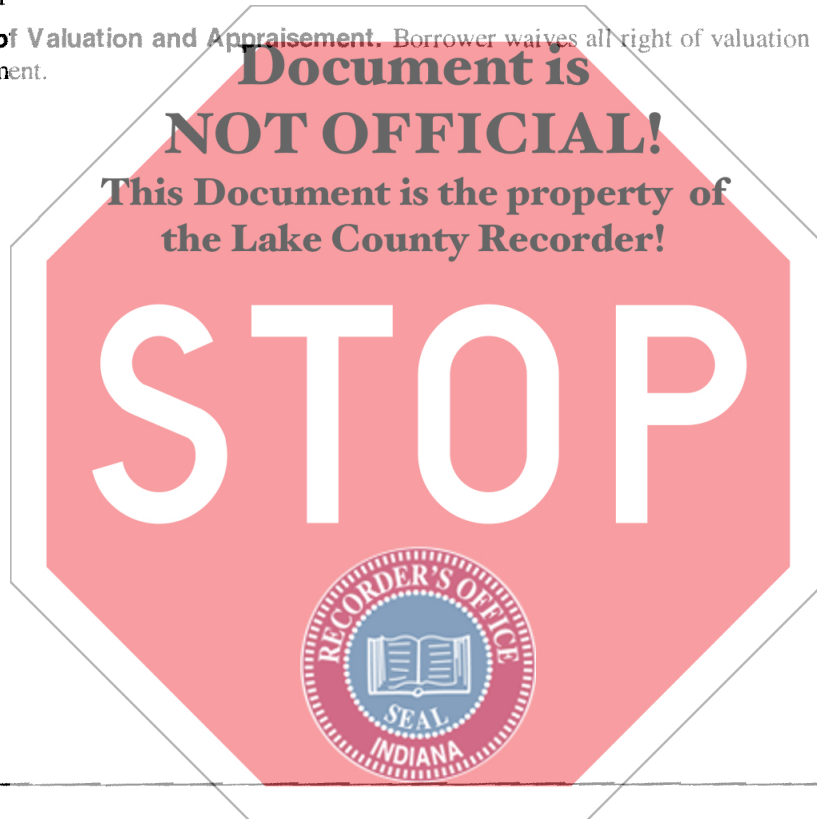 of Valuation and Appraisement. Borrower waives all right of valuation
ment.
Document is
NOT OFFICIAL!
This Document is the property of
the Lake County Recorder!
STOP
RECORDER'S OFFICE
SEAL
INDIANA